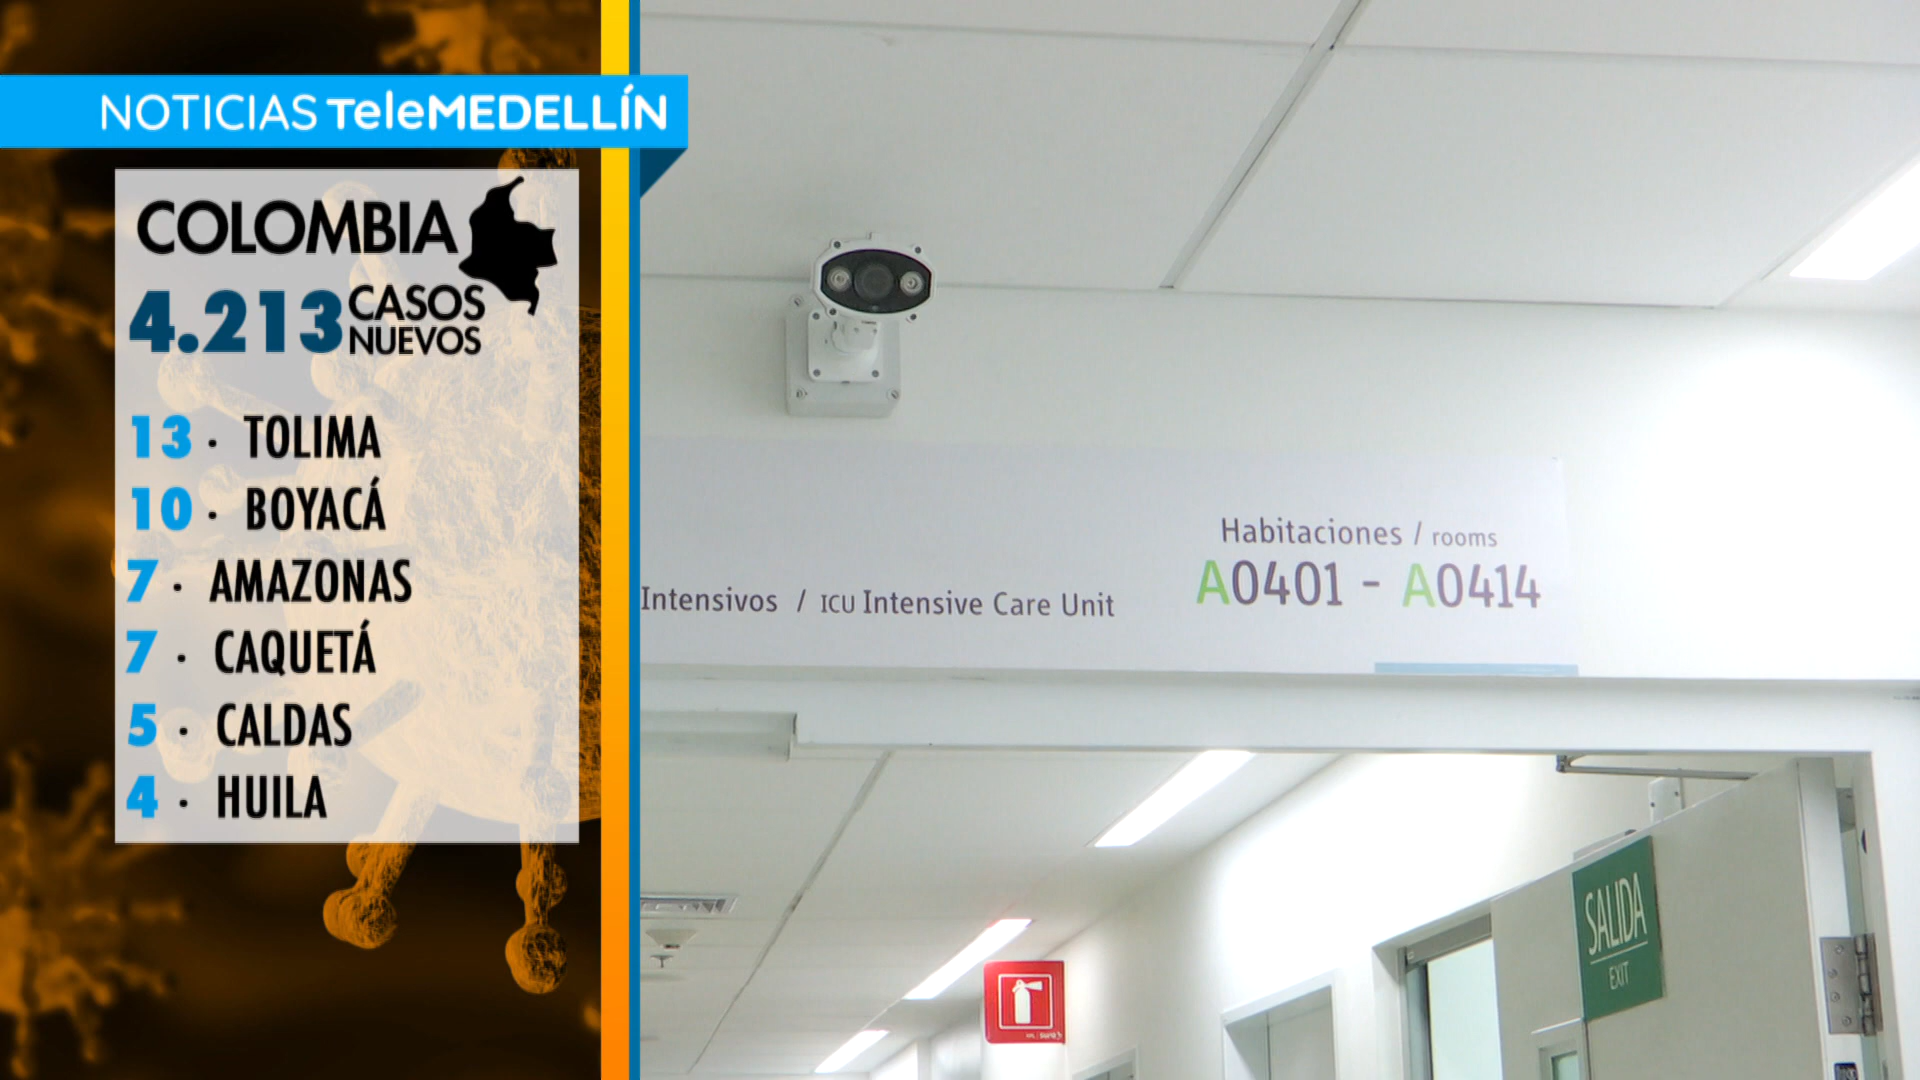 NOTICIAS TeleMEDELLÍN
COLOMBIA
4.213 CASOS NUEVOS
13 · TOLIMA
10 · BOYACÁ
7 · AMAZONAS
7 · CAQUETÁ
5 · CALDAS
4 · HUILA
Habitaciones / rooms
A0401 - A0414
Intensivos / ICU Intensive Care Unit
SALIDA
EXIT